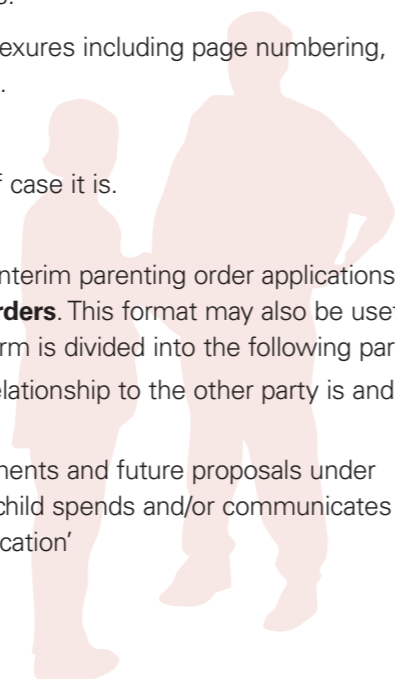 s.
exures including page numbering,
.
f case it is.
nterim parenting order applications
rders. This format may also be usef
rm is divided into the following par
elationship to the other party is and
nents and future proposals under
child spends and/or communicates
cation’